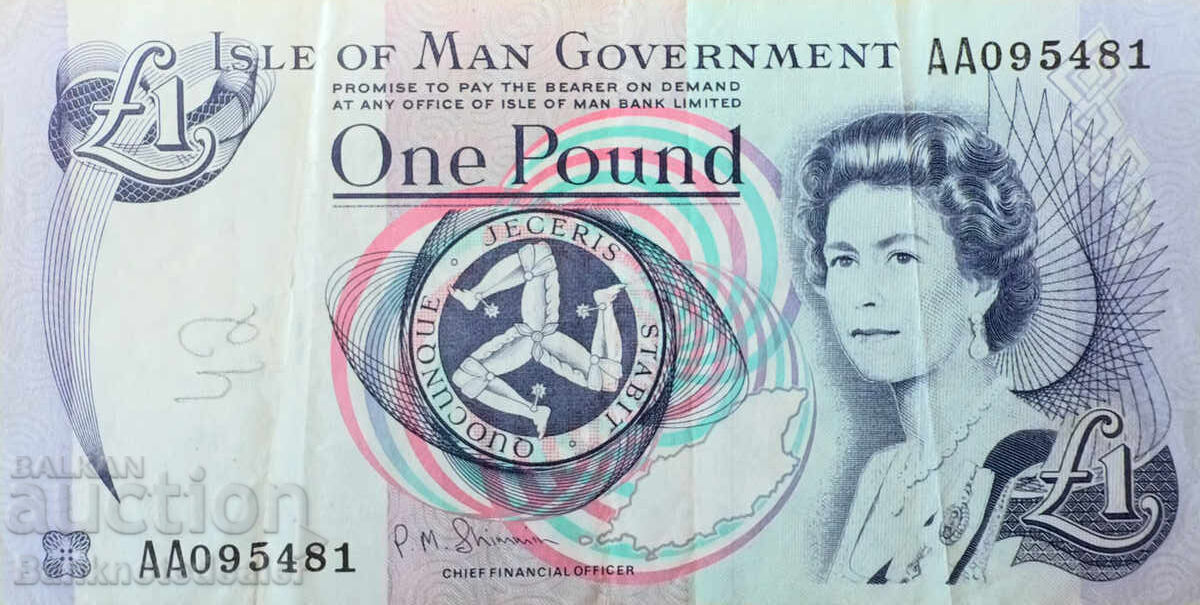 £1
ISLE OF MAN GOVERNMENT
AA095481
PROMISE TO PAY THE BEARER ON DEMAND
AT ANY OFFICE OF ISLE OF MAN BANK LIMITED
ONE POUND
QUOCUNQUE · JECERIS · STABIT ·
42
BALKAN
auction
P. M. Shimmin
AA095481
CHIEF FINANCIAL OFFICER
£1